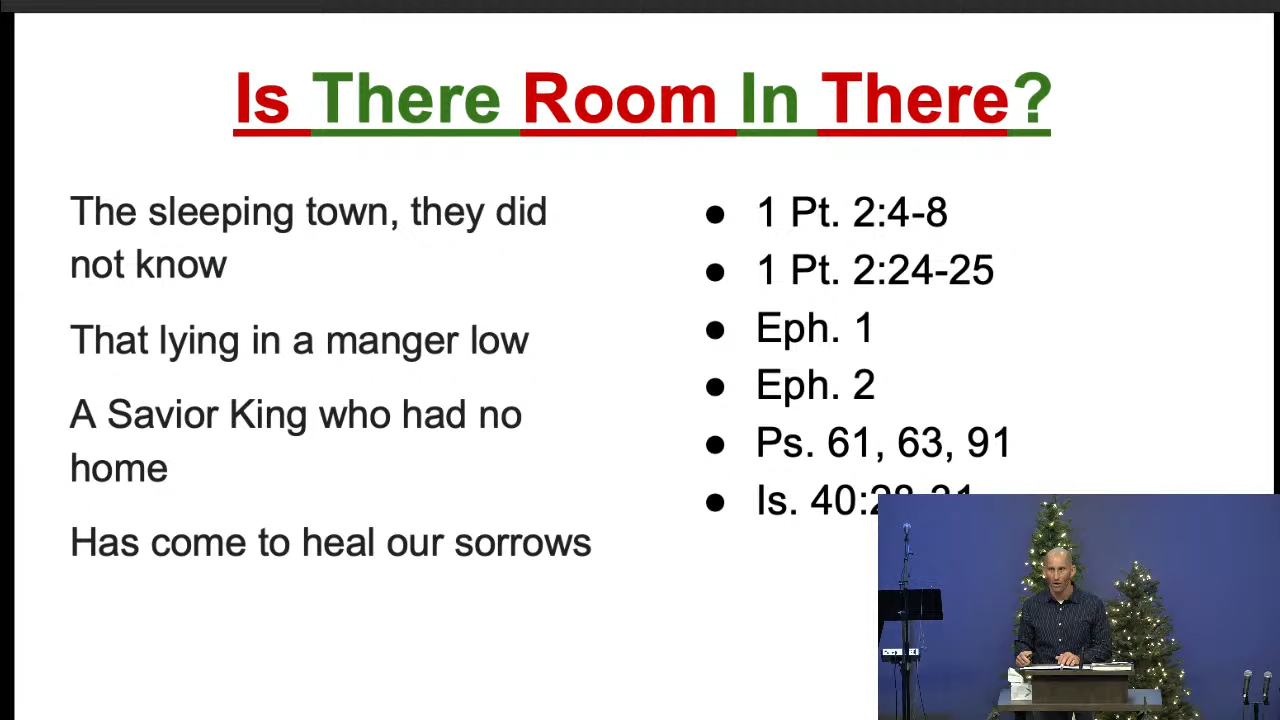 Is There Room In There?
The sleeping town, they did
not know
That lying in a manger low
A Savior King who had no
home
Has come to heal our sorrows
● 1 Pt. 2:4-8
● 1 Pt. 2:24-25
● Eph. 1
● Eph. 2
● Ps. 61, 63, 91
● Is. 40:28-31